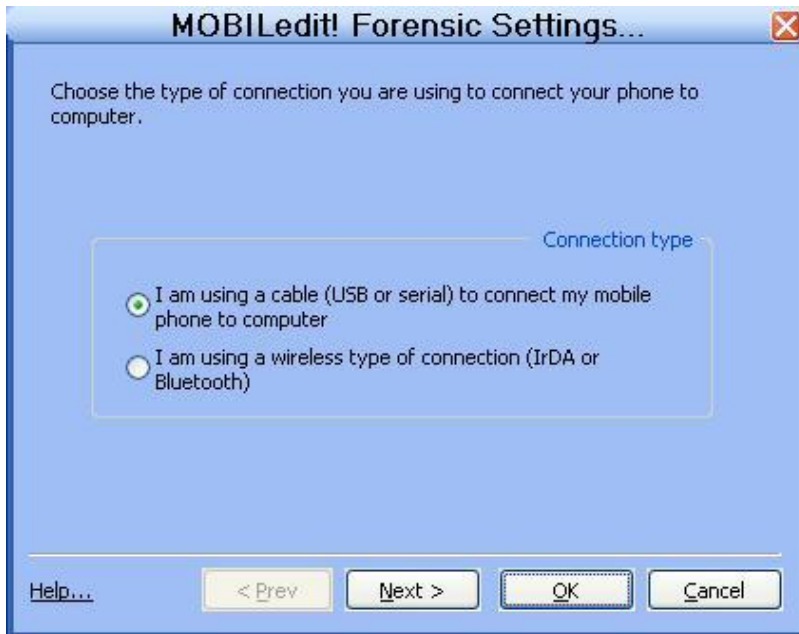 MOBILedit! Forensic Settings...
Choose the type of connection you are using to connect your phone to
computer.
Connection type
I am using a cable (USB or serial) to connect my mobile
phone to computer
I am using a wireless type of connection (IrDA or
Bluetooth)
Help...
< Prev
Next >
OK
Cancel